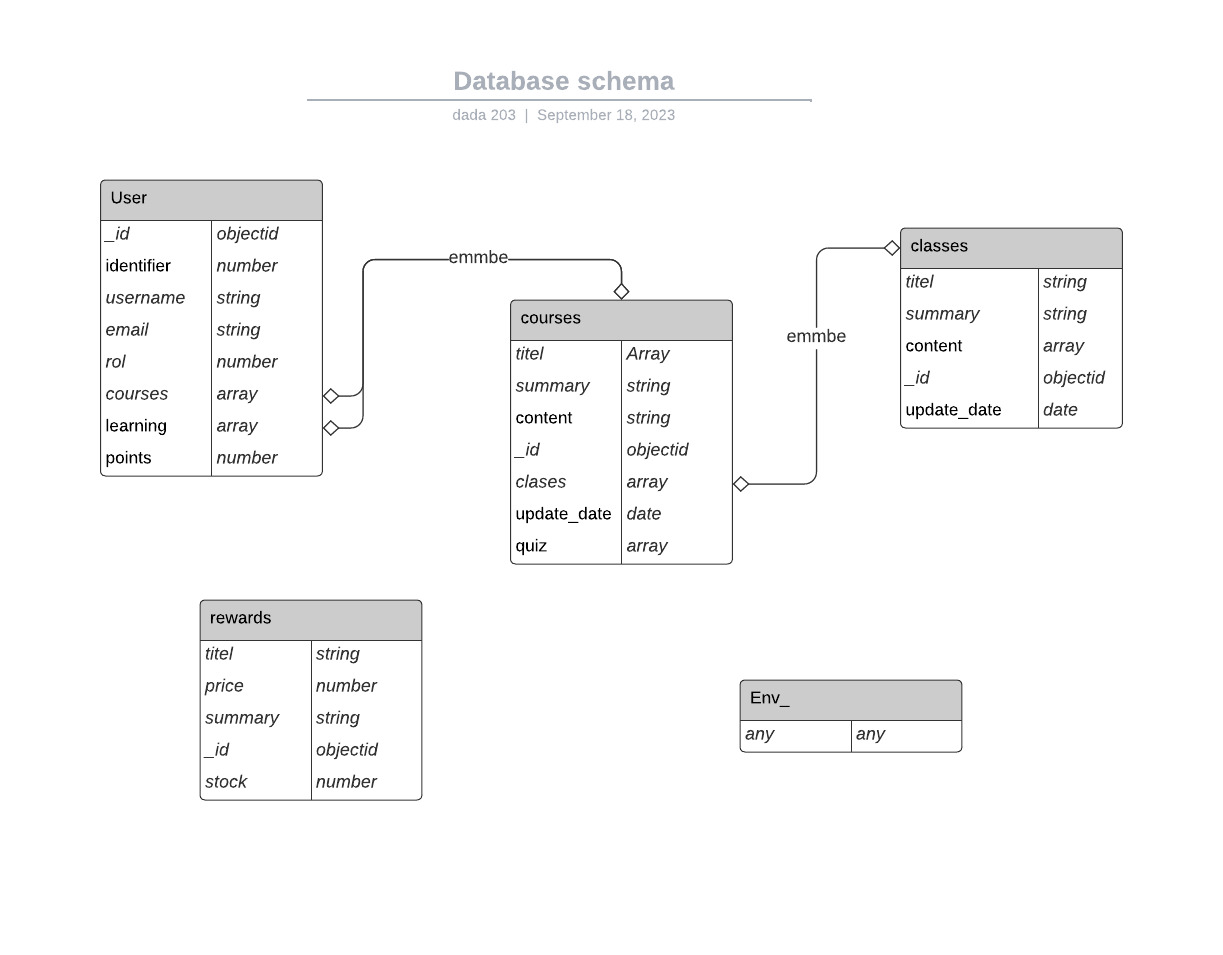 Database schema
dada 203 | September 18, 2023
User
_id objectid
identifier number
username string
email string
rol number
courses array
learning array
points number
emmbe
courses
titel Array
summary string
content string
_id objectid
clases array
update_date date
quiz array
emmbe
classes
titel string
summary string
content array
_id objectid
update_date date
rewards
titel string
price number
summary string
_id objectid
stock number
Env_
any any